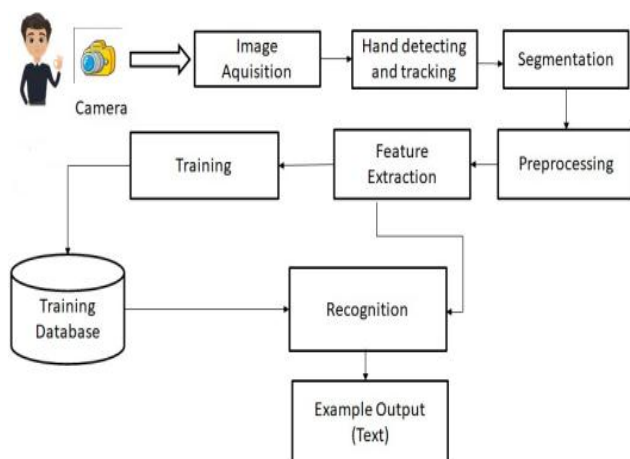 Camera
Image
Aquisition
Hand detecting
and tracking
Segmentation
Training
Feature
Extraction
Preprocessing
Training
Database
Recognition
Example Output
(Text)